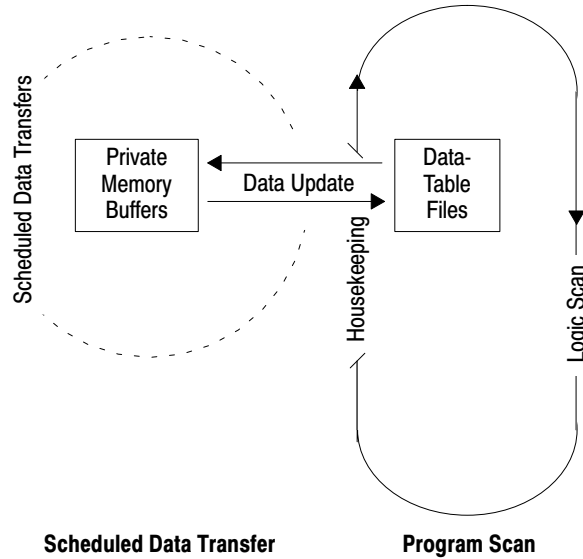 Scheduled Data Transfers
Private
Memory
Buffers
Data Update
Data-
Table
Files
Housekeeping
Logic Scan
Scheduled Data Transfer
Program Scan